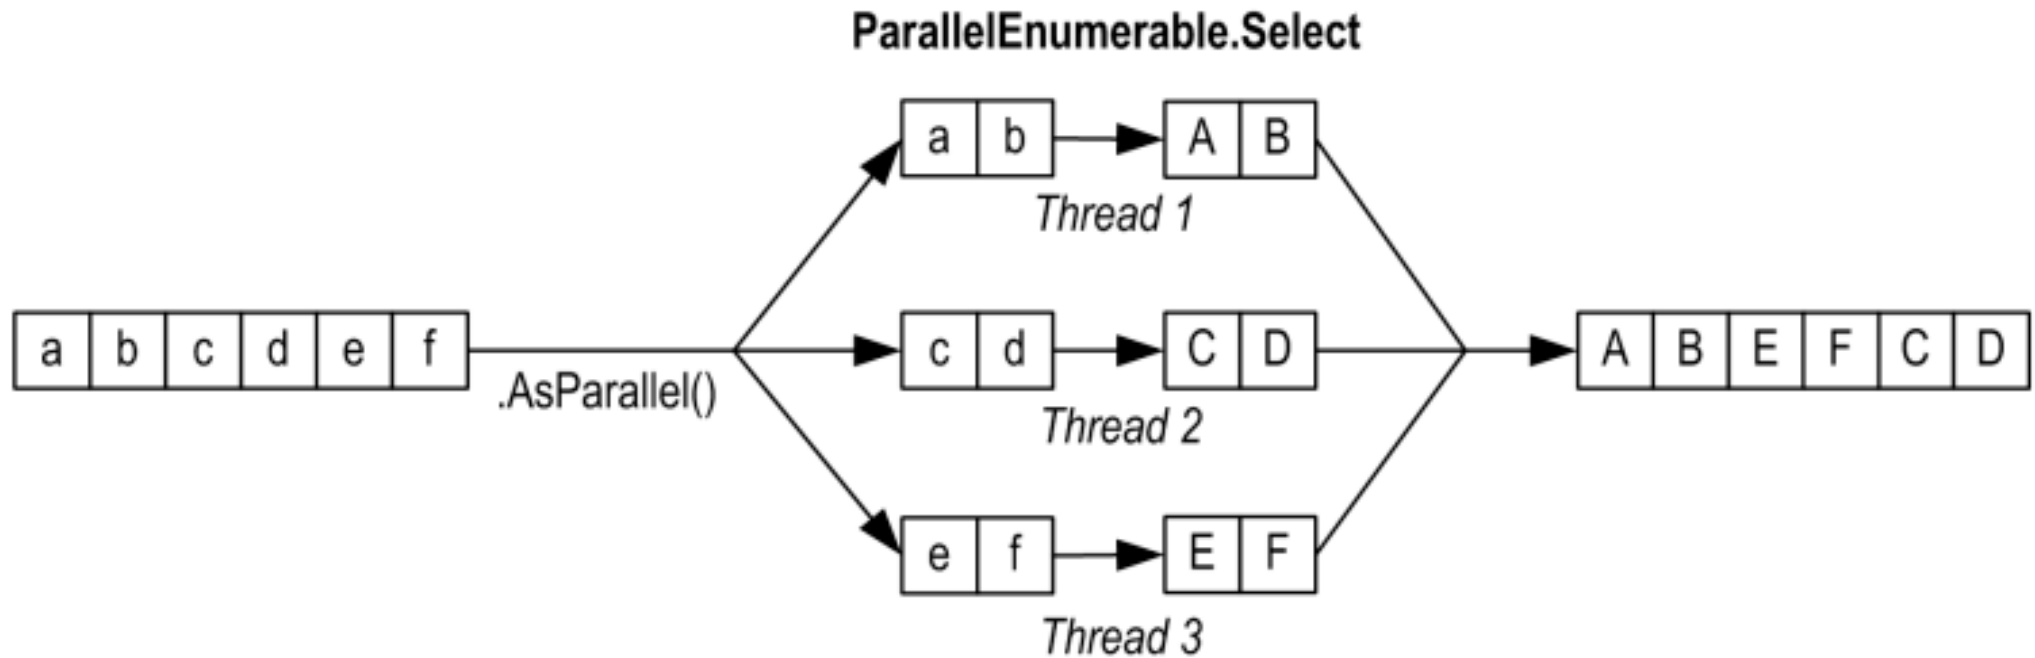 ParallelEnumerable.Select
a b A B
Thread 1
a b c d e f
.AsParallel()
c d C D
Thread 2
A B E F C D
e f E F
Thread 3